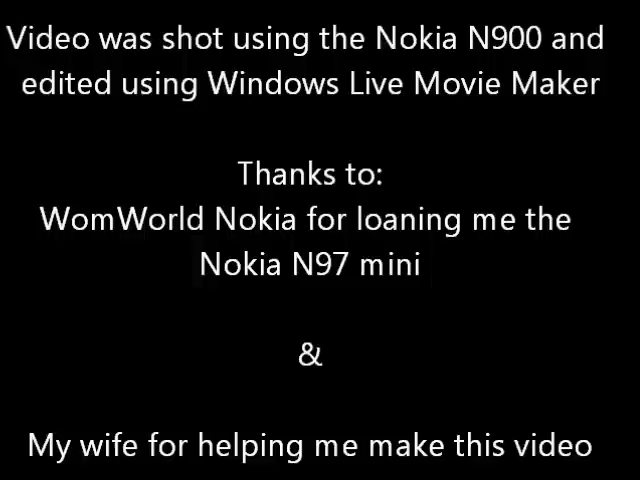 Video was shot using the Nokia N900 and
edited using Windows Live Movie Maker
Thanks to:
WomWorld Nokia for loaning me the
Nokia N97 mini
&
My wife for helping me make this video